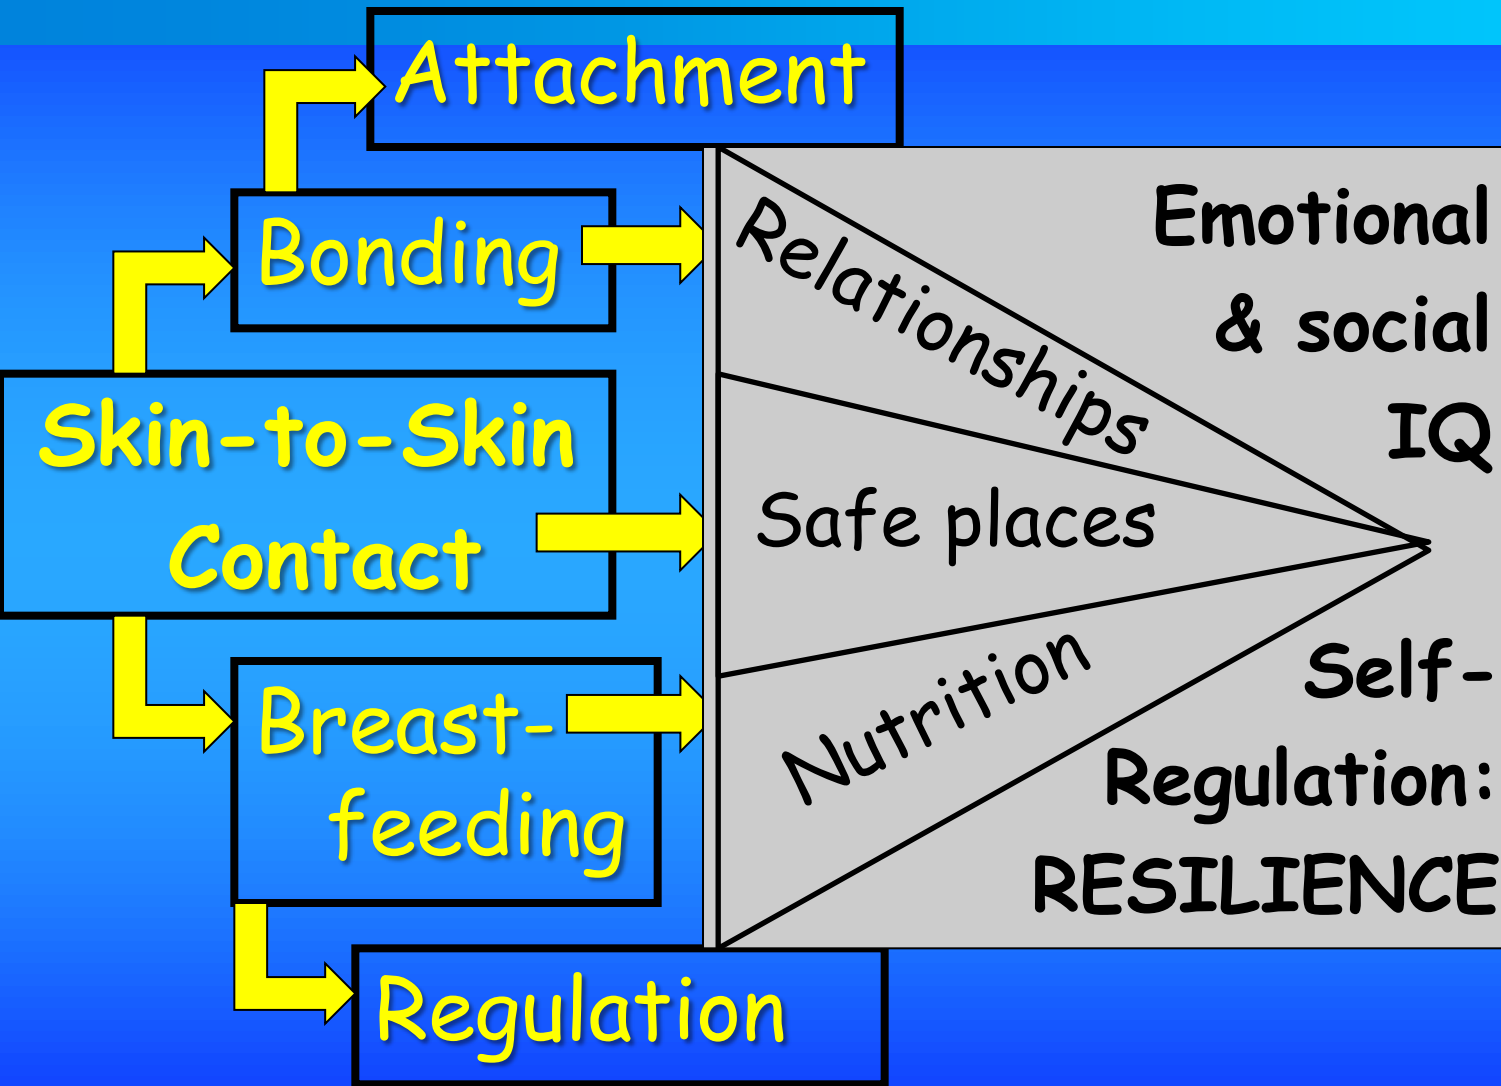 Attachment
Bonding
Skin-to-Skin
Contact
Breast-
feeding
Regulation
Relationships
Safe places
Nutrition
Emotional
& social
IQ
Self-
Regulation:
RESILIENCE